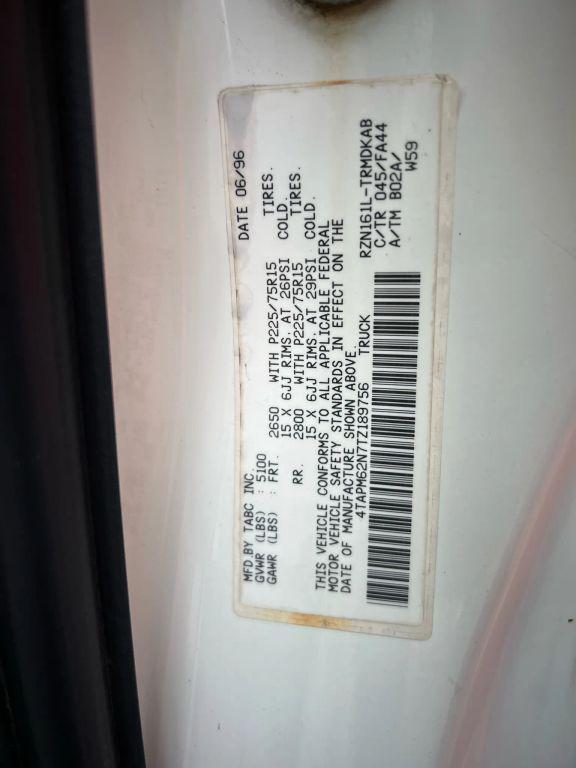 MFD.BY TABC INC. DATE 06/96
GVWR (LBS) : 5100
GAWR (LBS) : FRT. 2650 WITH P225/75R15 TIRES.
15 X 6JJ RIMS. AT 26PSI COLD.
RR. 2800 WITH P225/75R15 TIRES.
15 X 6JJ RIMS. AT 29PSI COLD.
THIS VEHICLE CONFORMS TO ALL APPLICABLE FEDERAL
MOTOR VEHICLE SAFETY STANDARDS IN EFFECT ON THE
DATE OF MANUFACTURE SHOWN ABOVE.
4TAPM62N7TZ189756 TRUCK
RZN161L-TRMDKAB
C/TR 045/FA44
A/TM B02A/
W59